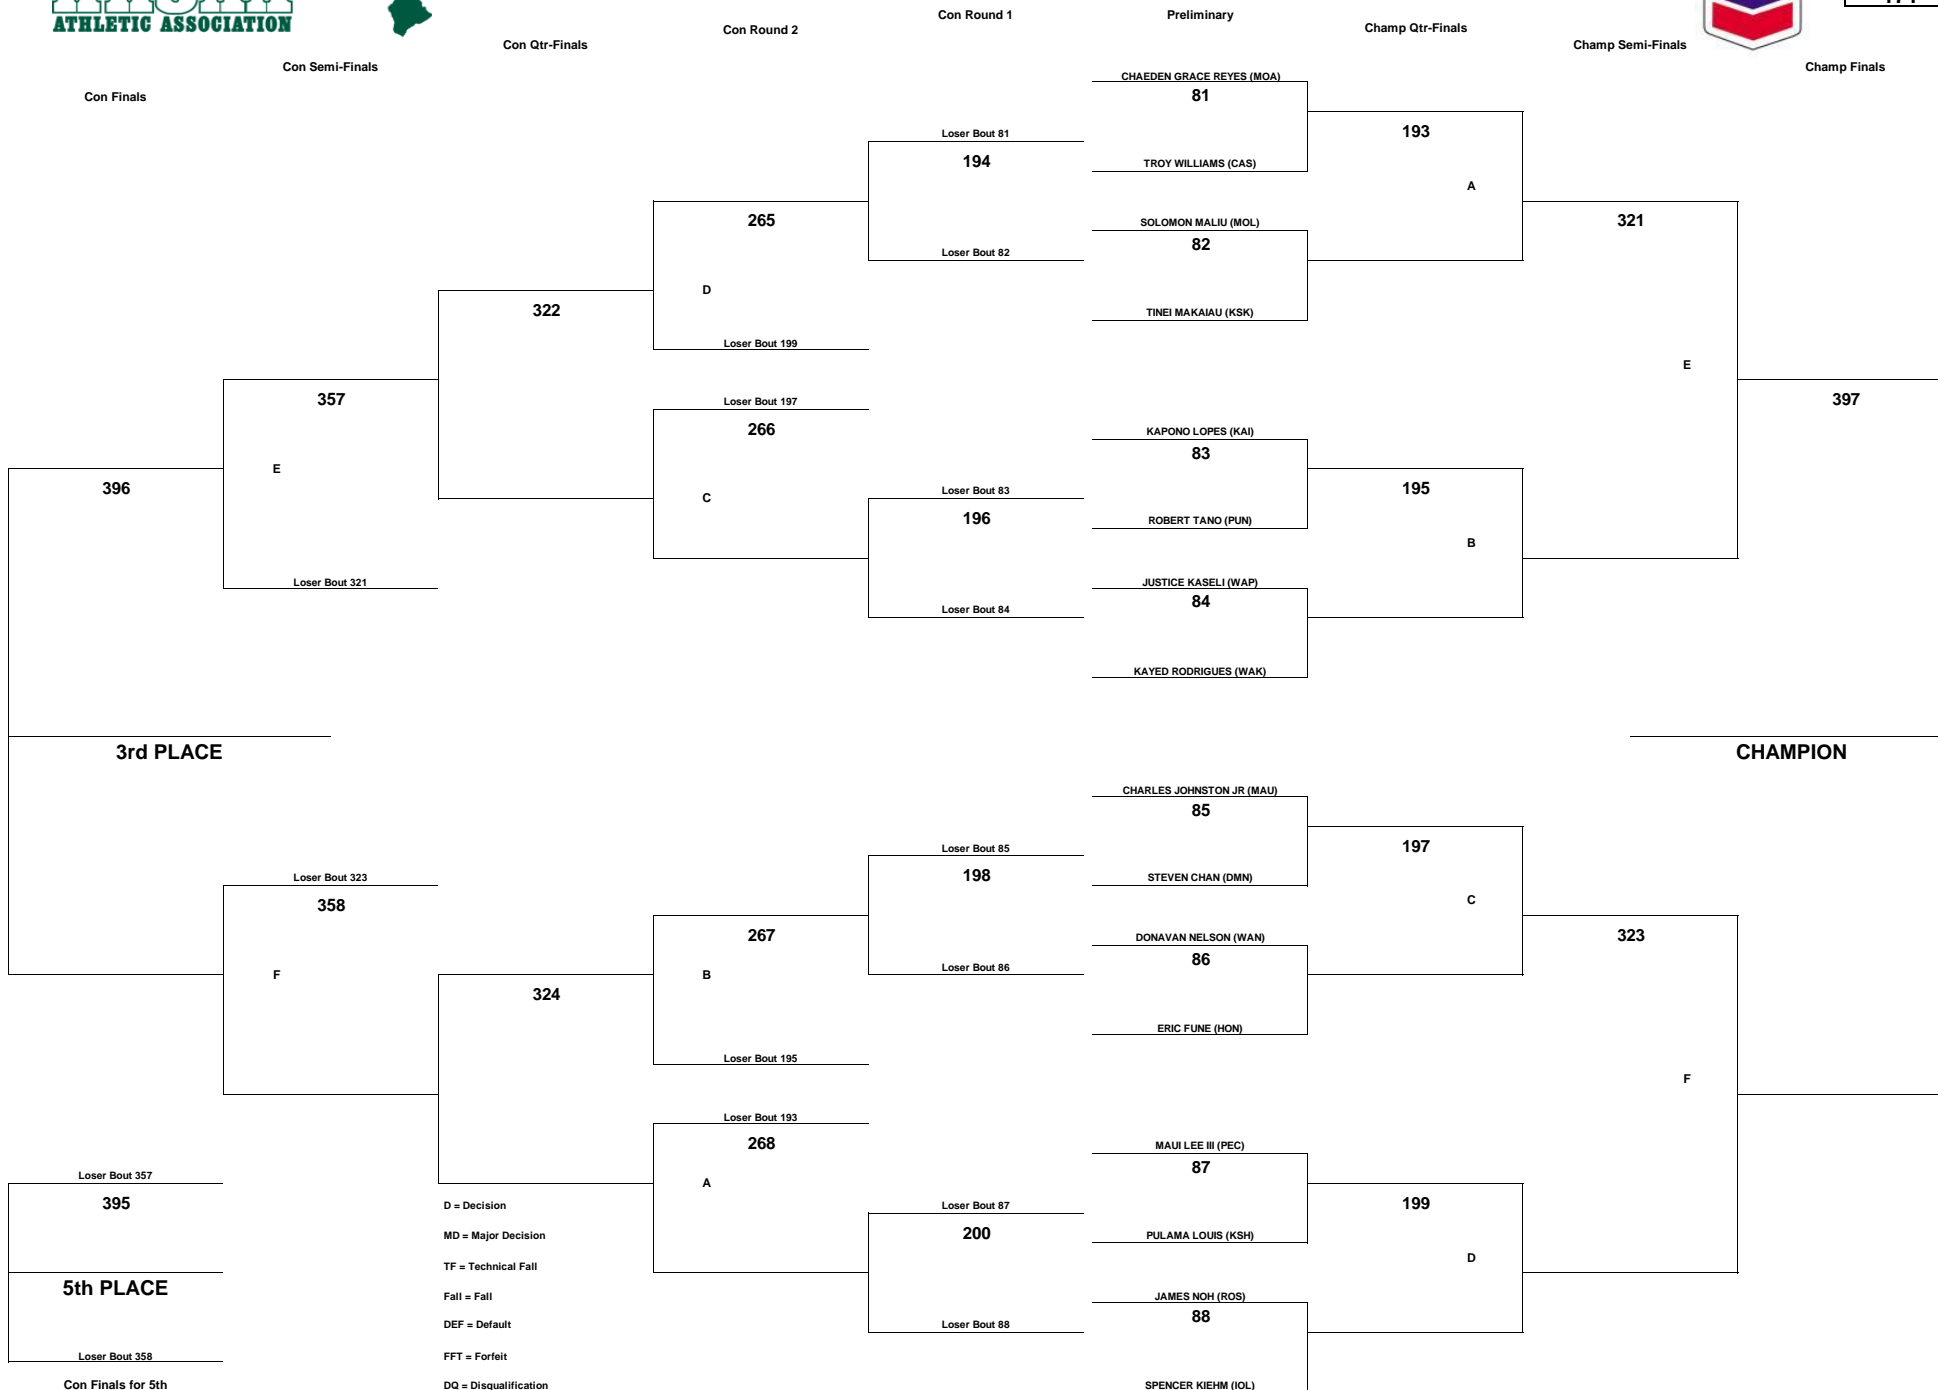 ATHLETIC ASSOCIATION
Con Finals
Con Semi-Finals
Con Qtr-Finals
Con Round 2
Con Round 1
Preliminary
Champ Qtr-Finals
Champ Semi-Finals
Champ Finals
CHAEDEN GRACE REYES (MOA)
81
TROY WILLIAMS (CAS)
SOLOMON MALIU (MOL)
82
TINEI MAKAIAU (KSK)
KAPONO LOPES (KAI)
83
ROBERT TANO (PUN)
JUSTICE KASELI (WAP)
84
KAYED RODRIGUES (WAK)
CHARLES JOHNSTON JR (MAU)
85
STEVEN CHAN (DMN)
DONAVAN NELSON (WAN)
86
ERIC FUNE (HON)
MAUI LEE III (PEC)
87
PULAMA LOUIS (KSH)
JAMES NOH (ROS)
88
SPENCER KIEHM (IOL)
193
A
195
B
197
C
199
D
321
E
323
F
397
CHAMPION
Loser Bout 81
194
Loser Bout 82
Loser Bout 83
196
Loser Bout 84
Loser Bout 85
198
Loser Bout 86
Loser Bout 87
200
Loser Bout 88
265
D
Loser Bout 199
Loser Bout 197
266
C
267
B
Loser Bout 195
Loser Bout 193
268
A
322
324
357
E
Loser Bout 321
Loser Bout 323
358
F
396
3rd PLACE
Loser Bout 357
395
5th PLACE
Loser Bout 358
Con Finals for 5th
D = Decision
MD = Major Decision
TF = Technical Fall
Fall = Fall
DEF = Default
FFT = Forfeit
DQ = Disqualification